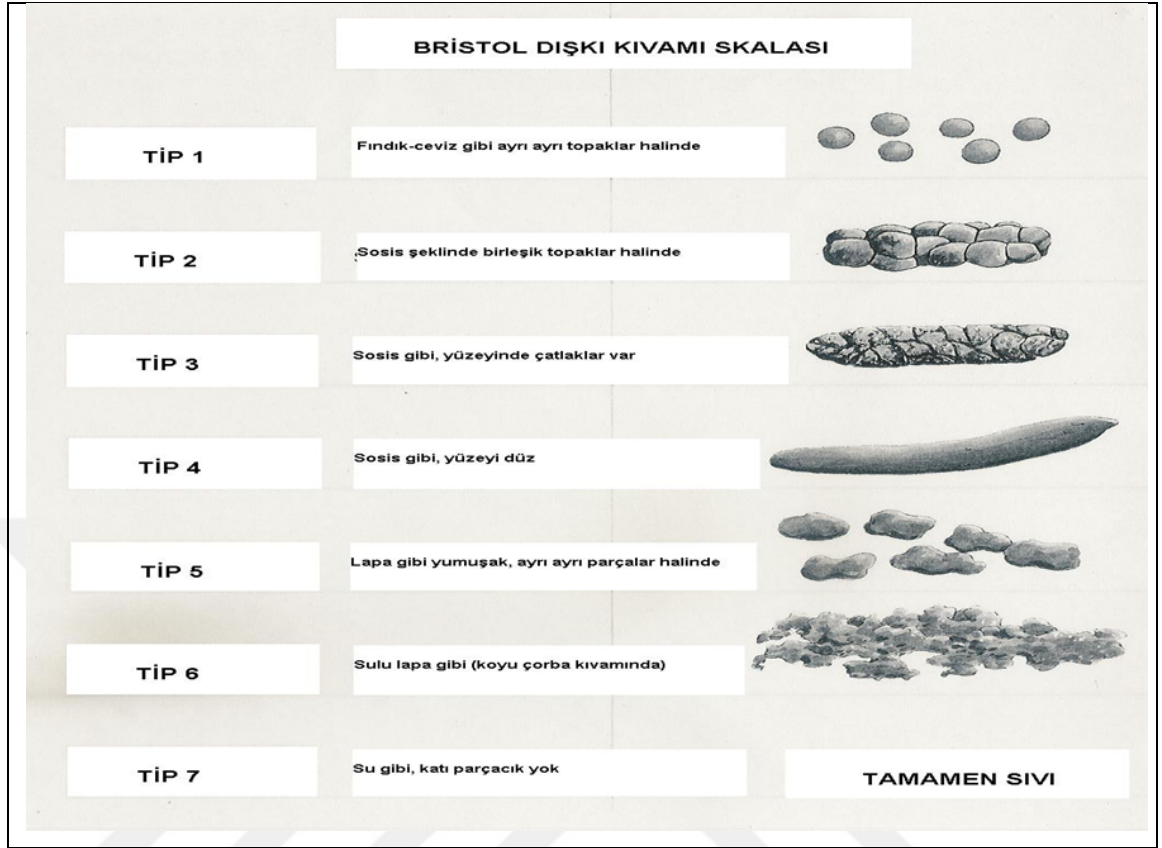 BRİSTOL DIŞKI KIVAMI SKALASI
TİP 1 Fındık-ceviz gibi ayrı ayrı topaklar halinde
TİP 2 Sosis şeklinde birleşik topaklar halinde
TİP 3 Sosis gibi, yüzeyinde çatlaklar var
TİP 4 Sosis gibi, yüzeyi düz
TİP 5 Lapa gibi yumuşak, ayrı ayrı parçalar halinde
TİP 6 Sulu lapa gibi (koyu çorba kıvamında)
TİP 7 Su gibi, katı parçacık yok TAMAMEN SIVI